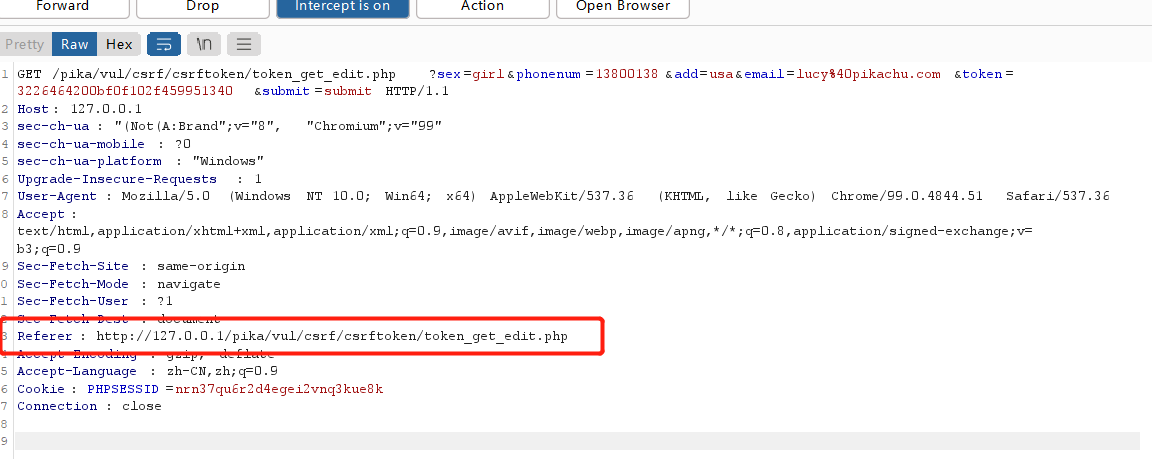 Forward Drop Intercept is on Action Open Browser
Pretty Raw Hex \n
1 GET /pika/vul/csrf/csrftoken/token_get_edit.php ?sex=girl&phonenum=13800138&add=usa&email=lucy%40pikachu.com&token=
3226464200bf0f102f459951340&submit=submit HTTP/1.1
2 Host: 127.0.0.1
3 sec-ch-ua: "(Not(A:Brand";v="8", "Chromium";v="99"
4 sec-ch-ua-mobile: ?0
5 sec-ch-ua-platform: "Windows"
6 Upgrade-Insecure-Requests: 1
7 User-Agent: Mozilla/5.0 (Windows NT 10.0; Win64; x64) AppleWebKit/537.36 (KHTML, like Gecko) Chrome/99.0.4844.51 Safari/537.36
8 Accept:
text/html,application/xhtml+xml,application/xml;q=0.9,image/avif,image/webp,image/apng,*/*;q=0.8,application/signed-exchange;v=
b3;q=0.9
9 Sec-Fetch-Site: same-origin
0 Sec-Fetch-Mode: navigate
1 Sec-Fetch-User: ?1
2 Sec-Fetch-Dest: document
3 Referer: http://127.0.0.1/pika/vul/csrf/csrftoken/token_get_edit.php
4 Accept-Encoding: gzip, deflate
5 Accept-Language: zh-CN,zh;q=0.9
6 Cookie: PHPSESSID=nrn37qu6r2d4egei2vnq3kue8k
7 Connection: close
8
9